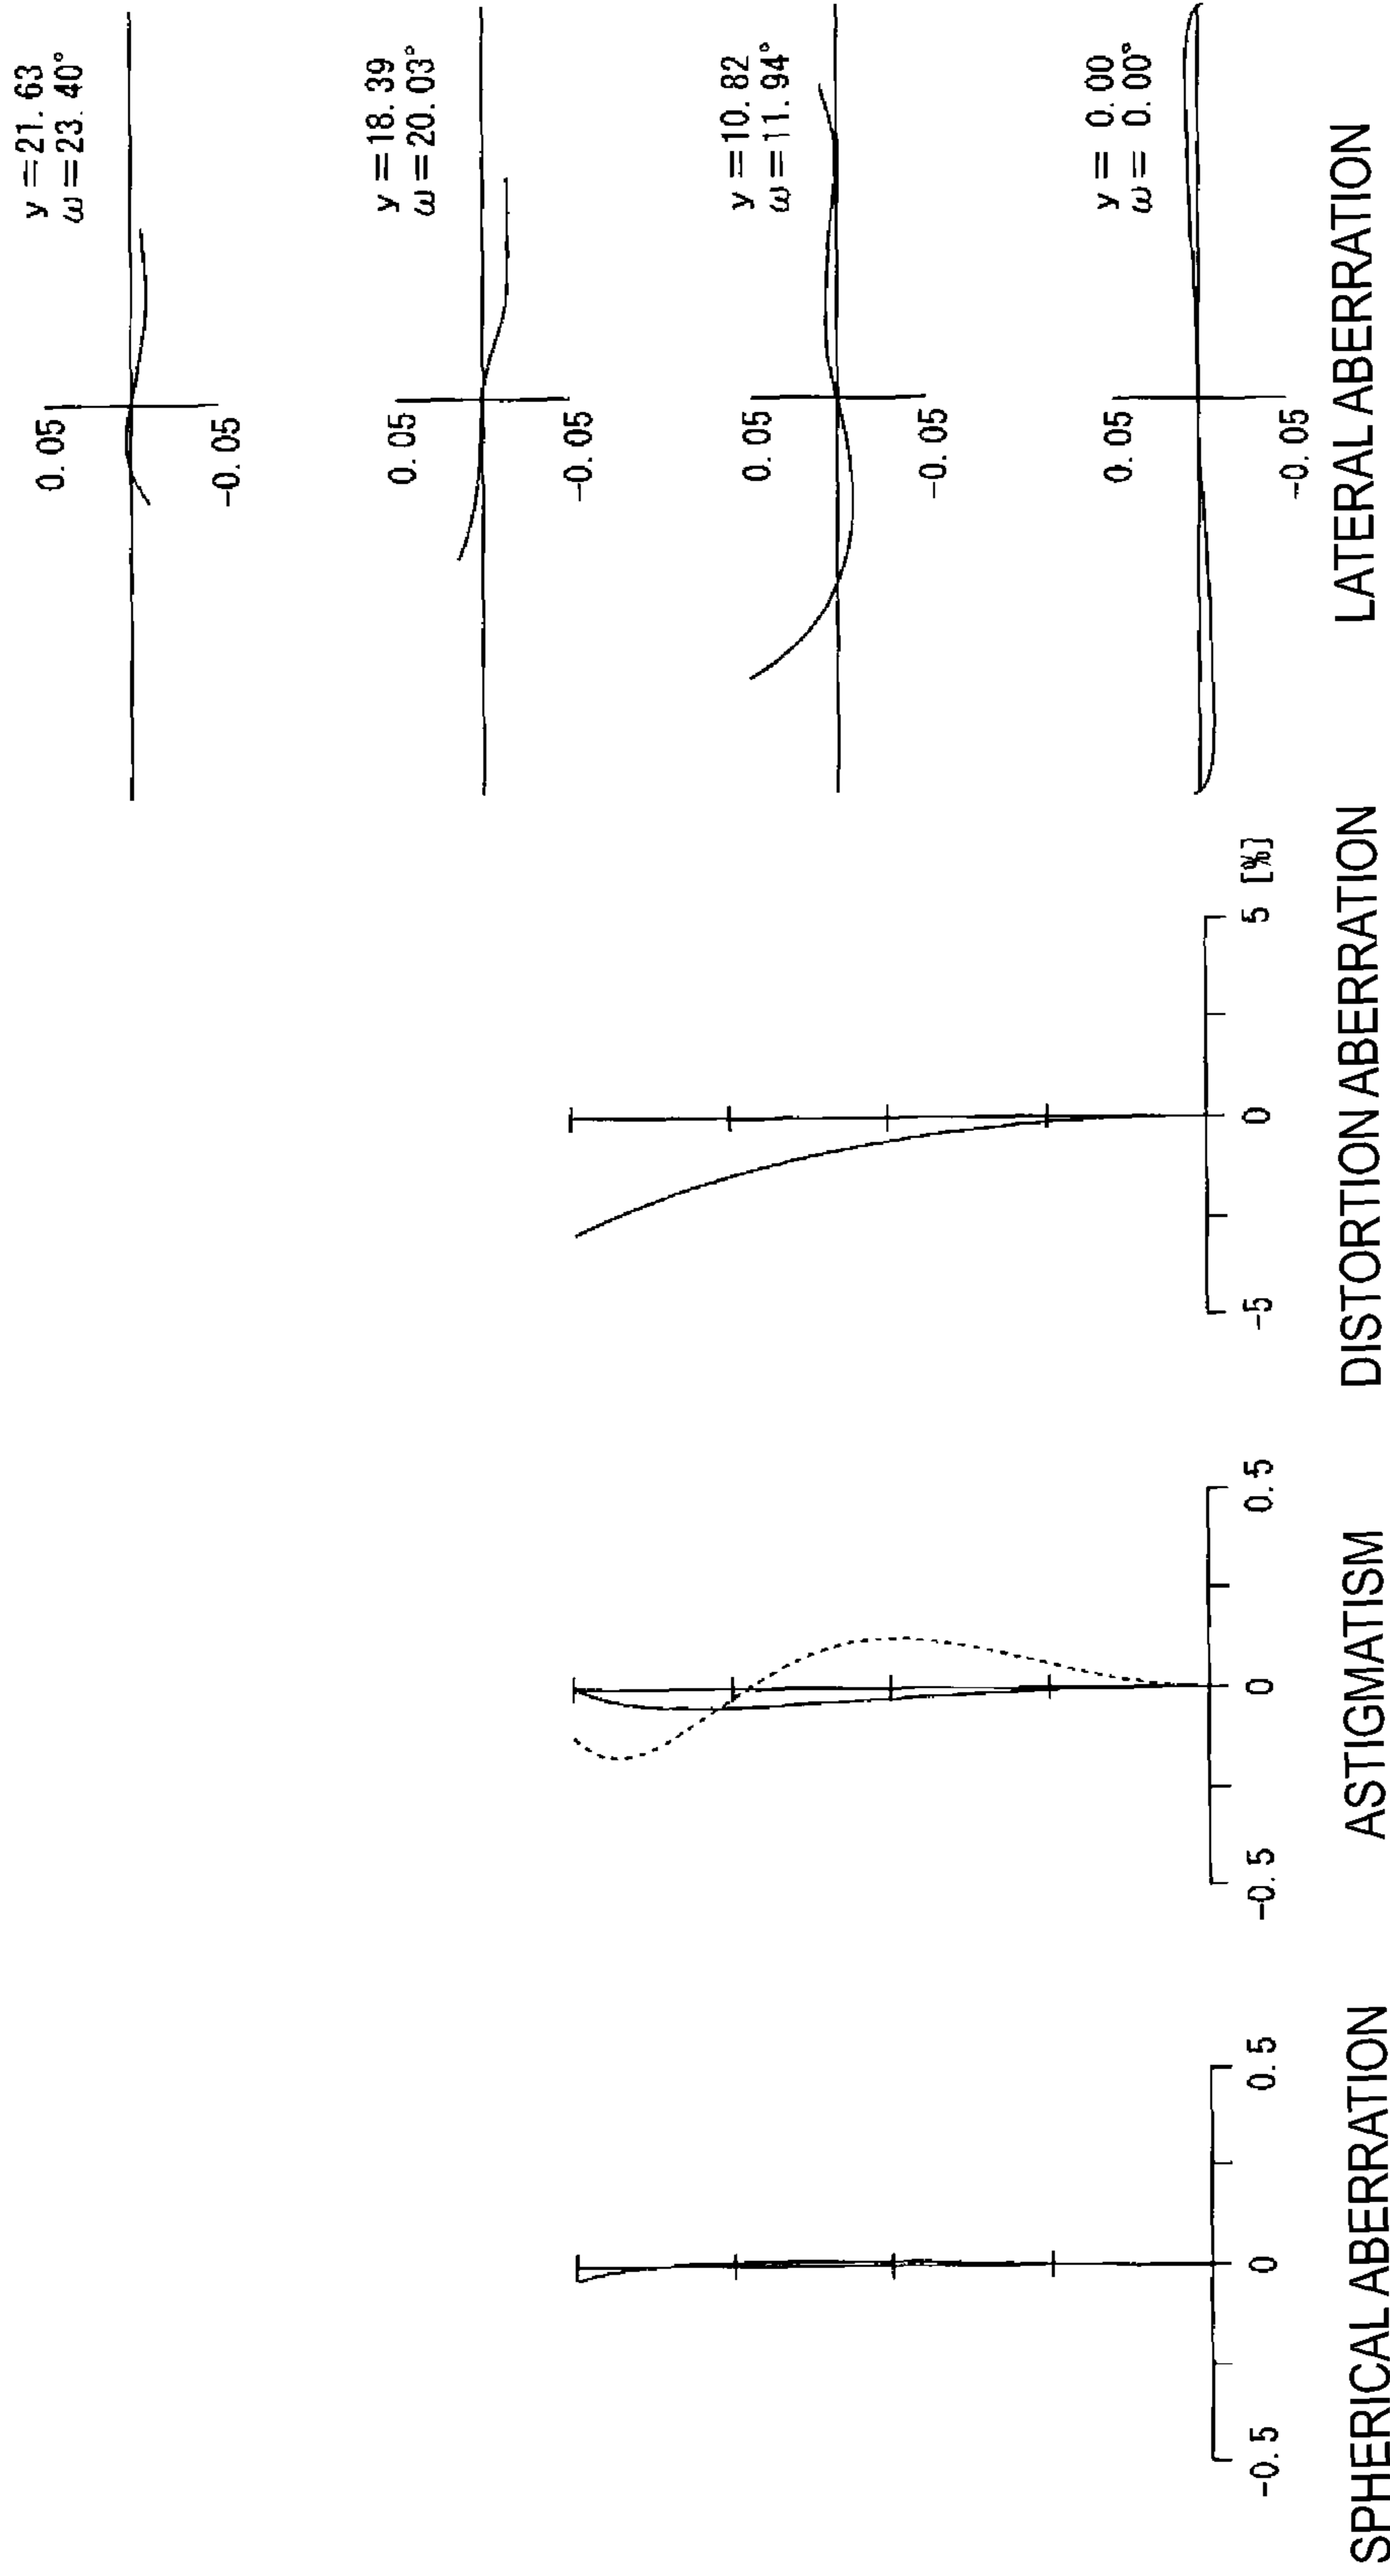 SPHERICAL ABERRATION
-0.5
0
0.5
ASTIGMATISM
-0.5
0
0.5
DISTORTION ABERRATION
-5
0
5 [%]
LATERAL ABERRATION
y =21.63
ω=23.40°
0.05
-0.05
y =18.39
ω=20.03°
0.05
-0.05
y =10.82
ω=11.94°
0.05
-0.05
y = 0.00
ω= 0.00°
0.05
-0.05